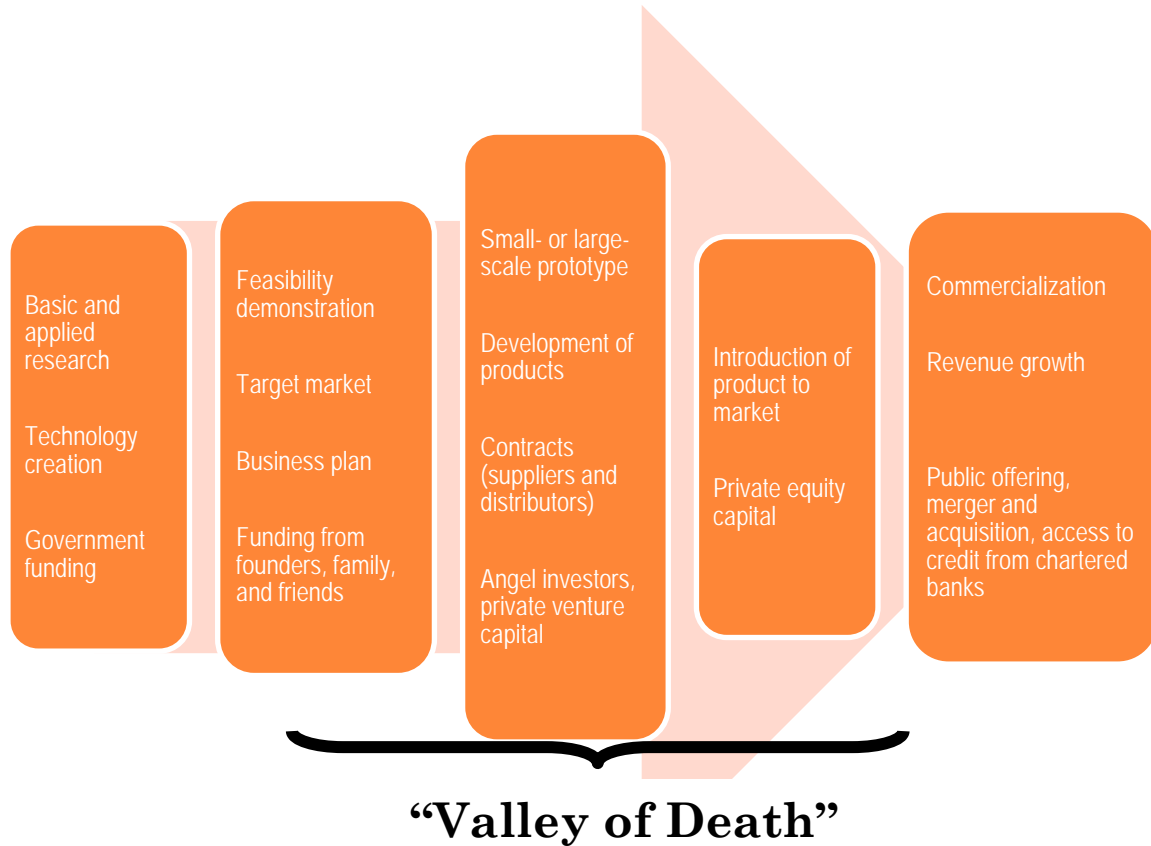 Basic and
applied
research
Technology
creation
Government
funding
Feasibility
demonstration
Target market
Business plan
Funding from
founders, family,
and friends
Small- or large-
scale prototype
Development of
products
Contracts
(suppliers and
distributors)
Angel investors,
private venture
capital
Introduction of
product to
market
Private equity
capital
Commercialization
Revenue growth
Public offering,
merger and
acquisition, access to
credit from chartered
banks
“Valley of Death”